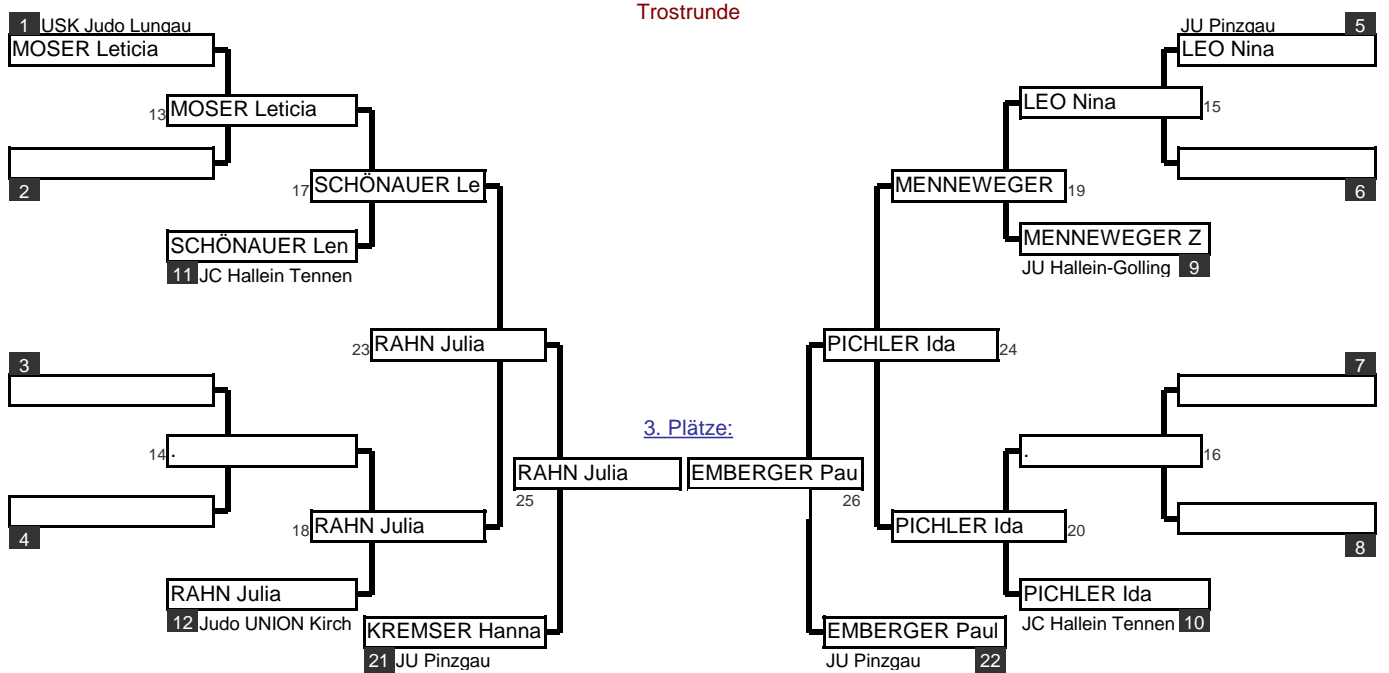 Trostrunde
1 USK Judo Lungau
JU Pinzgau 5
MOSER Leticia
LEO Nina
13 MOSER Leticia
LEO Nina 15
2
6
17 SCHÖNAUER Le
MENNEWEGER 19
SCHÖNAUER Len
MENNEWEGER Z
11 JC Hallein Tennen
JU Hallein-Golling 9
23 RAHN Julia
PICHLER Ida 24
3
7
3. Plätze:
14 .
. 16
RAHN Julia
EMBERGER Pau
25
26
4
8
18 RAHN Julia
PICHLER Ida 20
RAHN Julia
PICHLER Ida
12 Judo UNION Kirch
JC Hallein Tennen 10
KREMSER Hanna
EMBERGER Paul
21 JU Pinzgau
JU Pinzgau 22